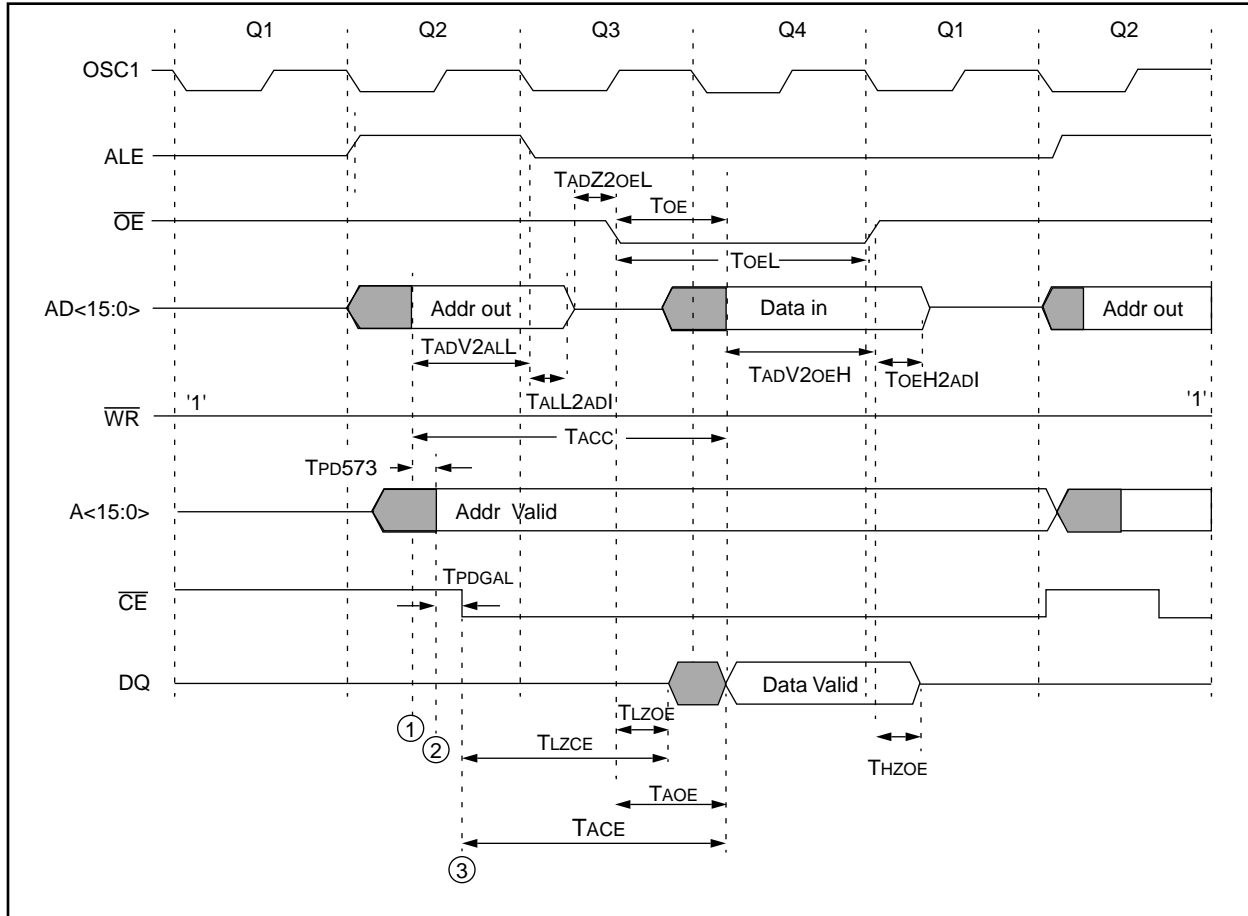 Q1 Q2 Q3 Q4 Q1 Q2
OSC1
ALE
TADZ2OEL
TOE
OE
TOEL
AD<15:0> Addr out Data in Addr out
TADV2ALL
TADV2OEH TOEH2ADI
TALL2ADI
'1' '1'
WR
TACC
TPD573
A<15:0> Addr Valid
TPDGAL
CE
DQ Data Valid
TLZOE
1
TLZCE
2
THZOE
TAOE
TACE
3